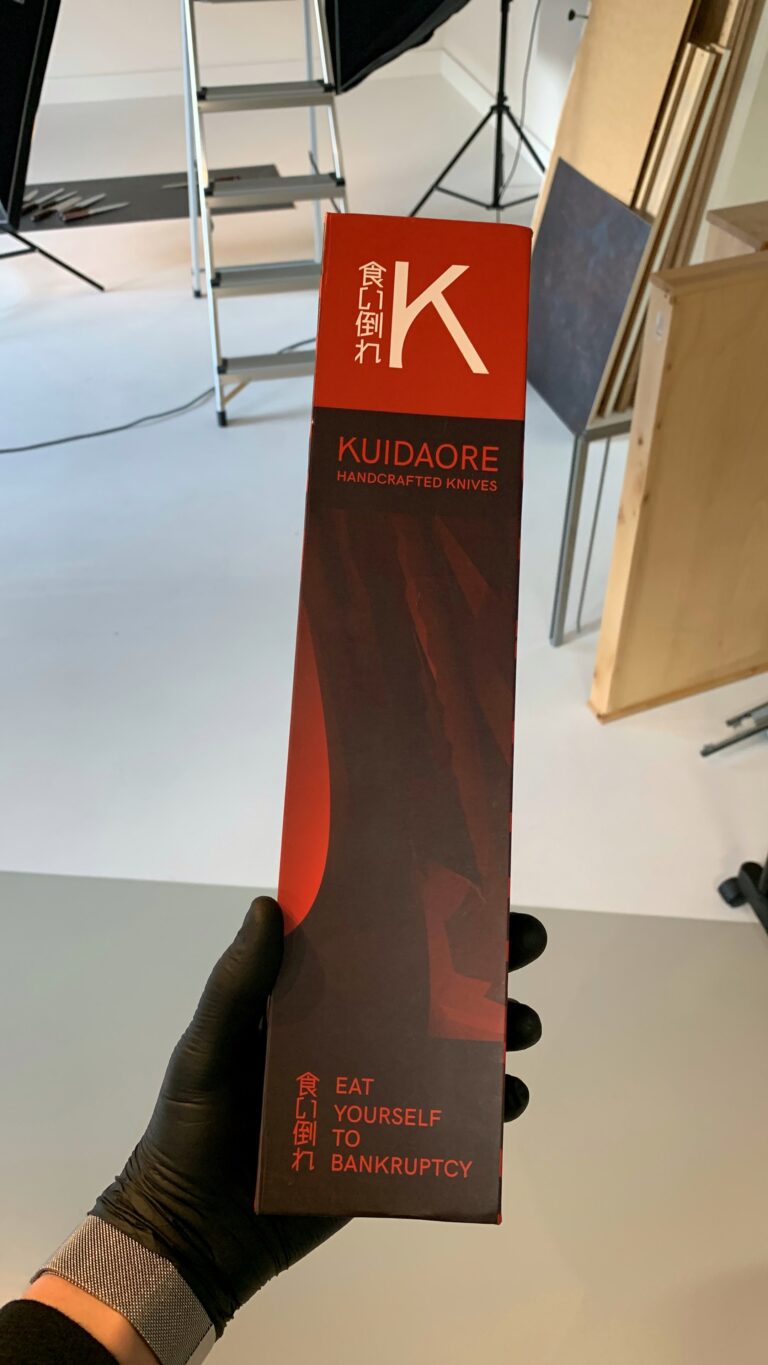 食い倒れ
K
KUIDAORE
HANDCRAFTED KNIVES
食い倒れ
EAT
YOURSELF
TO
BANKRUPTCY